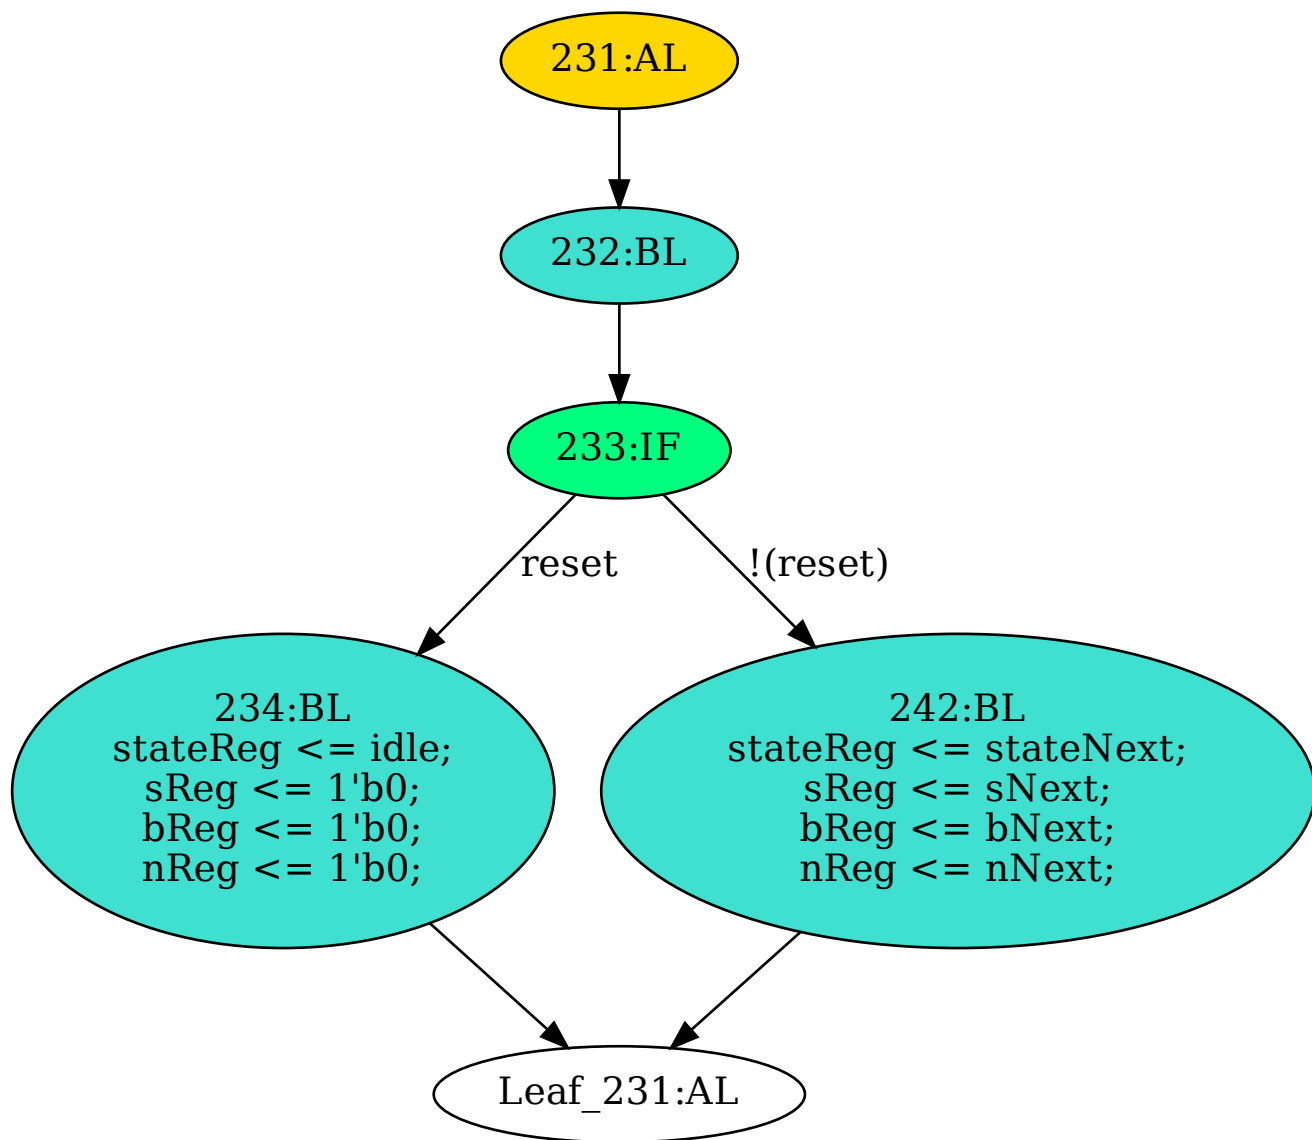 231:AL
232:BL
233:IF
reset
!(reset)
234:BL
stateReg <= idle;
sReg <= 1'b0;
bReg <= 1'b0;
nReg <= 1'b0;
242:BL
stateReg <= stateNext;
sReg <= sNext;
bReg <= bNext;
nReg <= nNext;
Leaf_231:AL